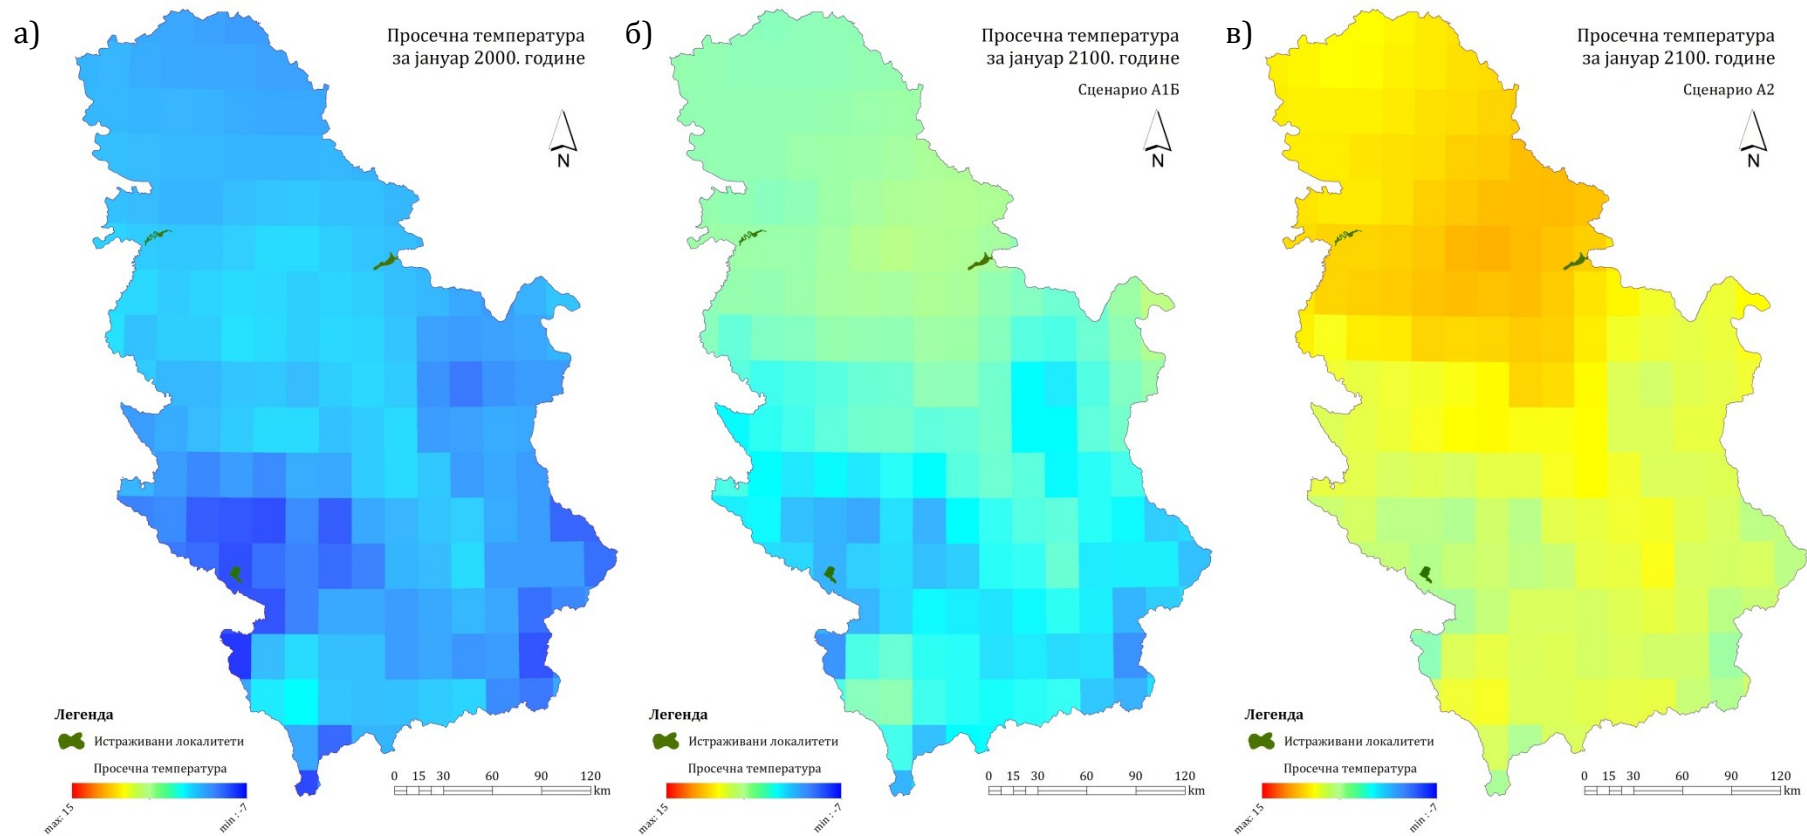 а)
Просечна температура
за јануар 2000. године
N
Легенда
Истраживани локалитети
Просечна температура
max: 15
min : -7
0 15 30 60 90 120
km
б)
Просечна температура
за јануар 2100. године
Сценарио А1Б
N
Легенда
Истраживани локалитети
Просечна температура
max: 15
min : -7
0 15 30 60 90 120
km
в)
Просечна температура
за јануар 2100. године
Сценарио А2
N
Легенда
Истраживани локалитети
Просечна температура
max: 15
min : -7
0 15 30 60 90 120
km